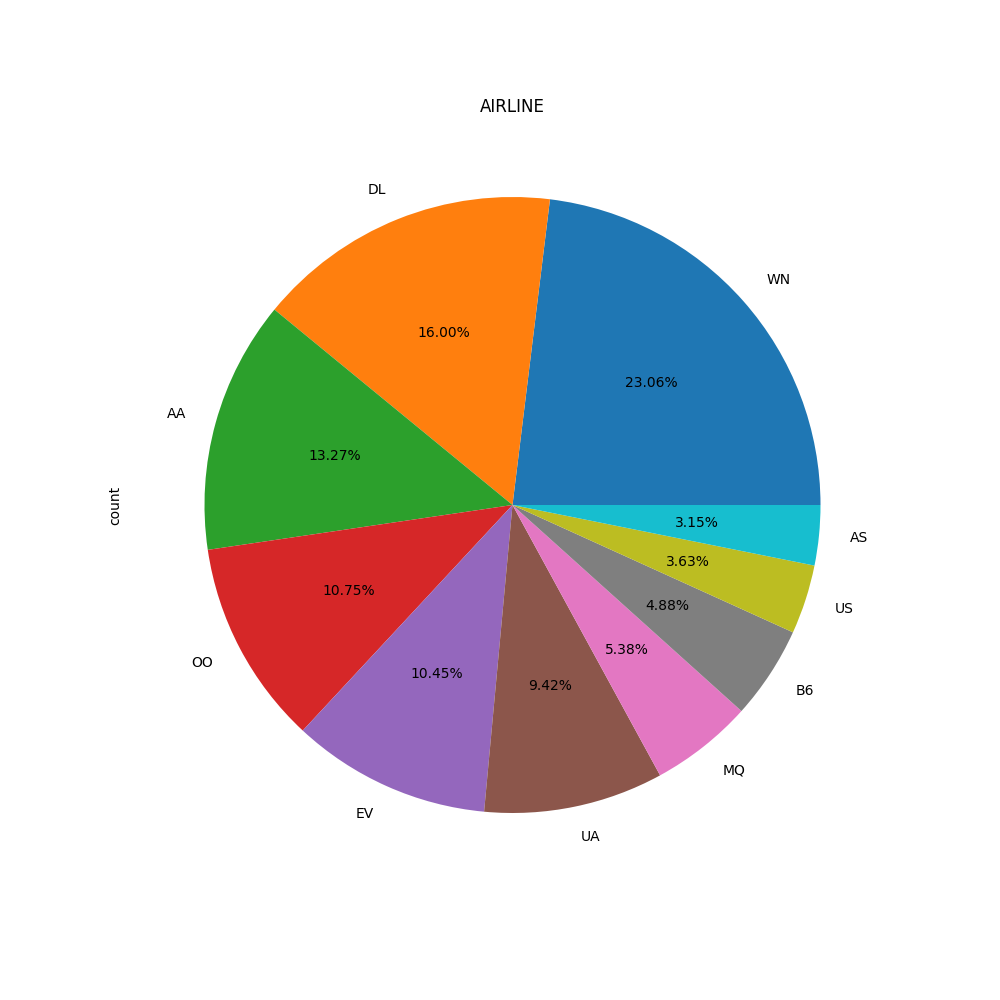 AIRLINE
DL
WN
16.00%
23.06%
AA
13.27%
count
3.15%
AS
3.63%
US
10.75%
4.88%
OO
5.38%
B6
10.45%
9.42%
MQ
EV
UA